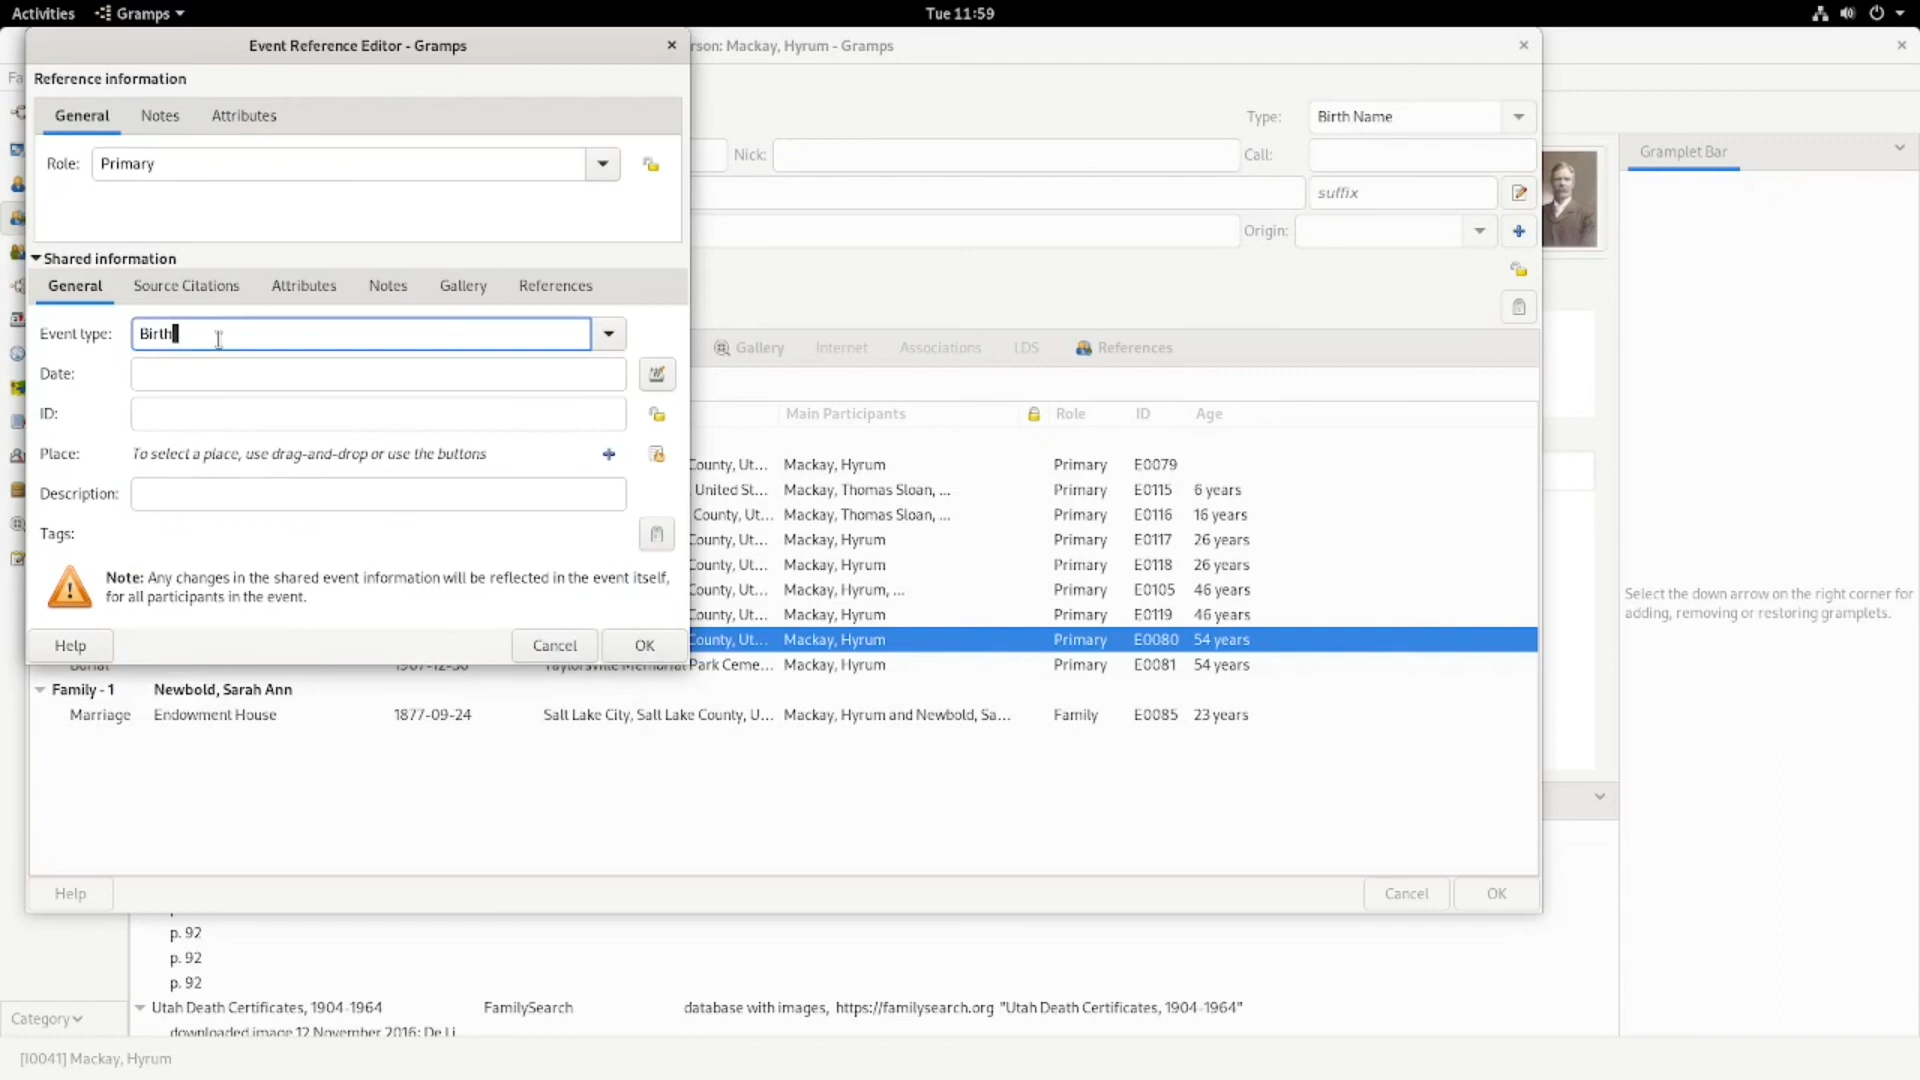 Activities Gramps Tue 11:59
Event Reference Editor - Gramps
rson: Mackay, Hyrum - Gramps
Fa
Reference information
General Notes Attributes
Role: Primary
Type: Birth Name
Nick: Call:
suffix
Origin:
Gramplet Bar
Shared information
General Source Citations Attributes Notes Gallery References
Event type: Birth
Date:
ID:
Place: To select a place, use drag-and-drop or use the buttons
Description:
Tags:
Note: Any changes in the shared event information will be reflected in the event itself,
for all participants in the event.
Help Cancel OK
Gallery Internet Associations LDS References
Main Participants Role ID Age
County, Ut... Mackay, Hyrum Primary E0079
United St... Mackay, Thomas Sloan, ... Primary E0115 6 years
County, Ut... Mackay, Thomas Sloan, ... Primary E0116 16 years
County, Ut... Mackay, Hyrum Primary E0117 26 years
County, Ut... Mackay, Hyrum Primary E0118 26 years
County, Ut... Mackay, Hyrum, ... Primary E0105 46 years
County, Ut... Mackay, Hyrum Primary E0119 46 years
County, Ut... Mackay, Hyrum Primary E0080 54 years
Park Ceme... Mackay, Hyrum Primary E0081 54 years
Family - 1 Newbold, Sarah Ann
Marriage Endowment House 1877-09-24 Salt Lake City, Salt Lake County, U... Mackay, Hyrum and Newbold, Sa... Family E0085 23 years
Select the down arrow on the right corner for
adding, removing or restoring gramplets.
Help Cancel OK
p. 92
p. 92
p. 92
Utah Death Certificates, 1904-1964 FamilySearch database with images, https://familysearch.org "Utah Death Certificates, 1904-1964"
downloaded image 12 November 2016; De Li
Category
[I0041] Mackay, Hyrum